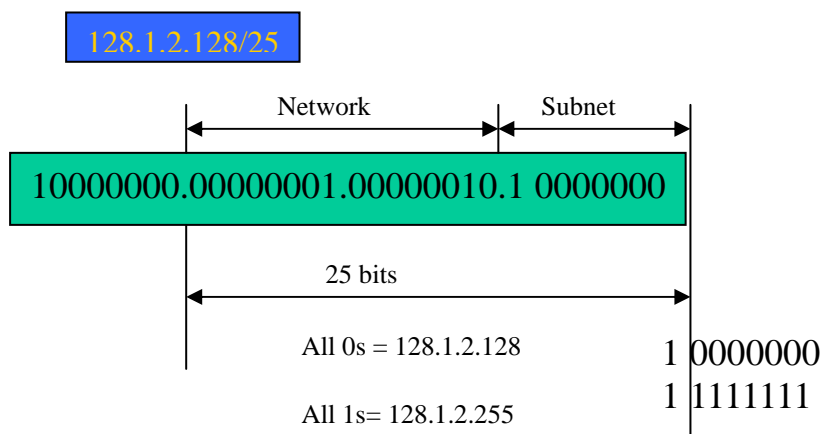 128.1.2.128/25
Network Subnet
10000000.00000001.00000010.1 0000000
25 bits
All 0s = 128.1.2.128
1 0000000
1 1111111
All 1s= 128.1.2.255